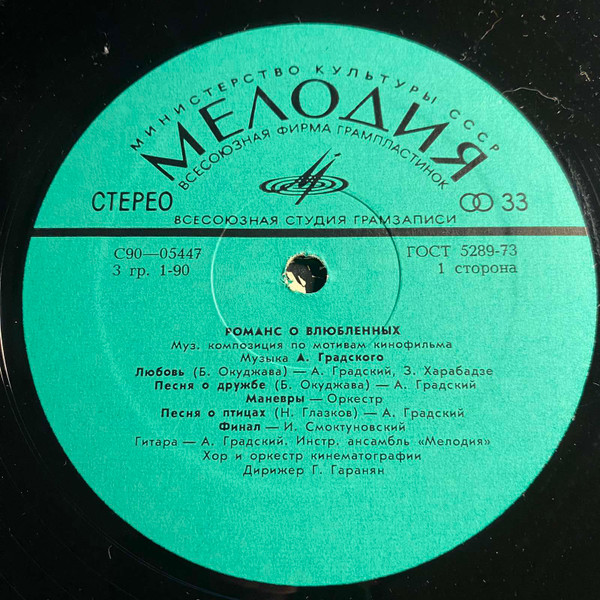 МИНИСТЕРСТВО КУЛЬТУРЫ СССР
МЕЛОДИЯ
ВСЕСОЮЗНАЯ ФИРМА ГРАМПЛАСТИНОК
СТЕРЕО
33
ВСЕСОЮЗНАЯ СТУДИЯ ГРАМЗАПИСИ
С90—05447
ГОСТ 5289-73
3 гр. 1-90
1 сторона
РОМАНС О ВЛЮБЛЕННЫХ
Муз. композиция по мотивам кинофильма
Музыка А. Градского
Любовь (Б. Окуджава) — А. Градский, З. Харабадзе
Песня о дружбе (Б. Окуджава) — А. Градский
Маневры — Оркестр
Песня о птицах (Н. Глазков) — А. Градский
Финал — И. Смоктуновский
Гитара — А. Градский. Инстр. ансамбль «Мелодия»
Хор и оркестр кинематографии
Дирижер Г. Гаранян